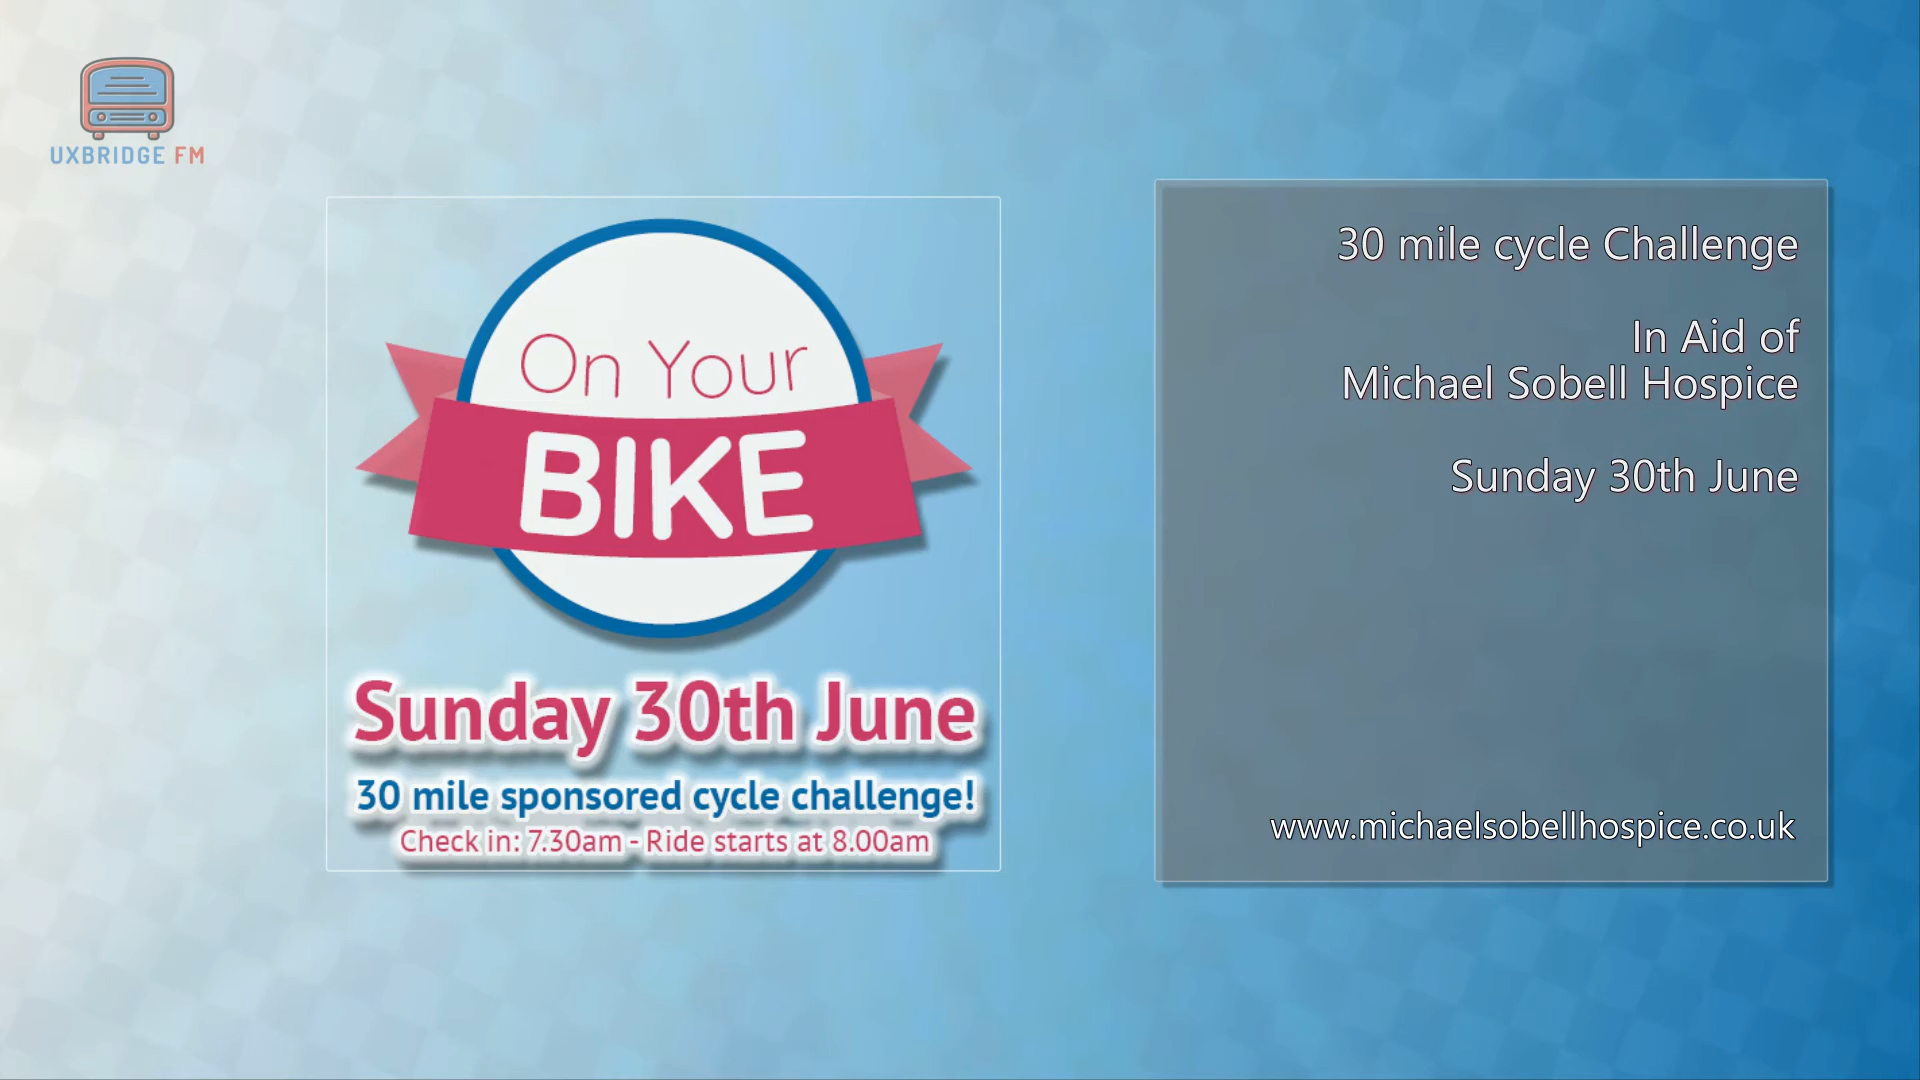 UXBRIDGE FM
On Your
BIKE
Sunday 30th June
30 mile sponsored cycle challenge!
Check in: 7.30am - Ride starts at 8.00am
30 mile cycle Challenge
In Aid of
Michael Sobell Hospice
Sunday 30th June
www.michaelsobellhospice.co.uk